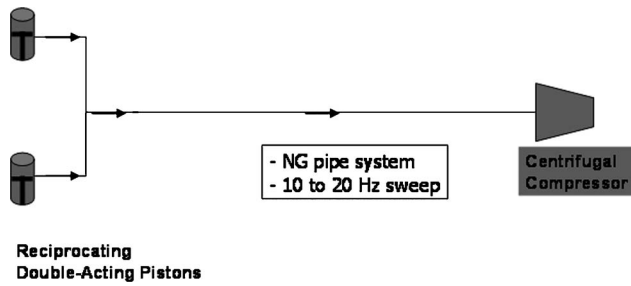 - NG pipe system
- 10 to 20 Hz sweep
Centrifugal
Compressor
Reciprocating
Double-Acting Pistons